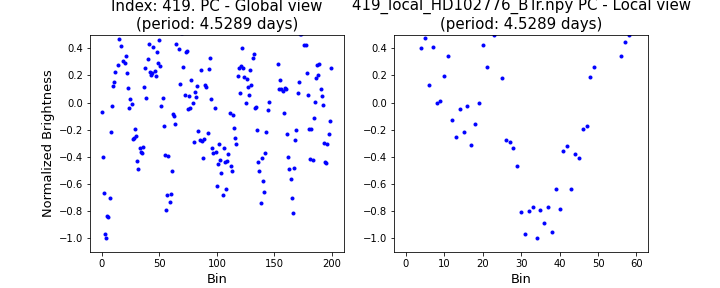 Index: 419. PC - Global view
(period: 4.5289 days)
419_local_HD102776_BTr.npy PC - Local view
(period: 4.5289 days)
Normalized Brightness
0.4
0.2
0.0
−0.2
−0.4
−0.6
−0.8
−1.0
0 50 100 150 200
Bin
0.4
0.2
0.0
−0.2
−0.4
−0.6
−0.8
−1.0
0 10 20 30 40 50 60
Bin